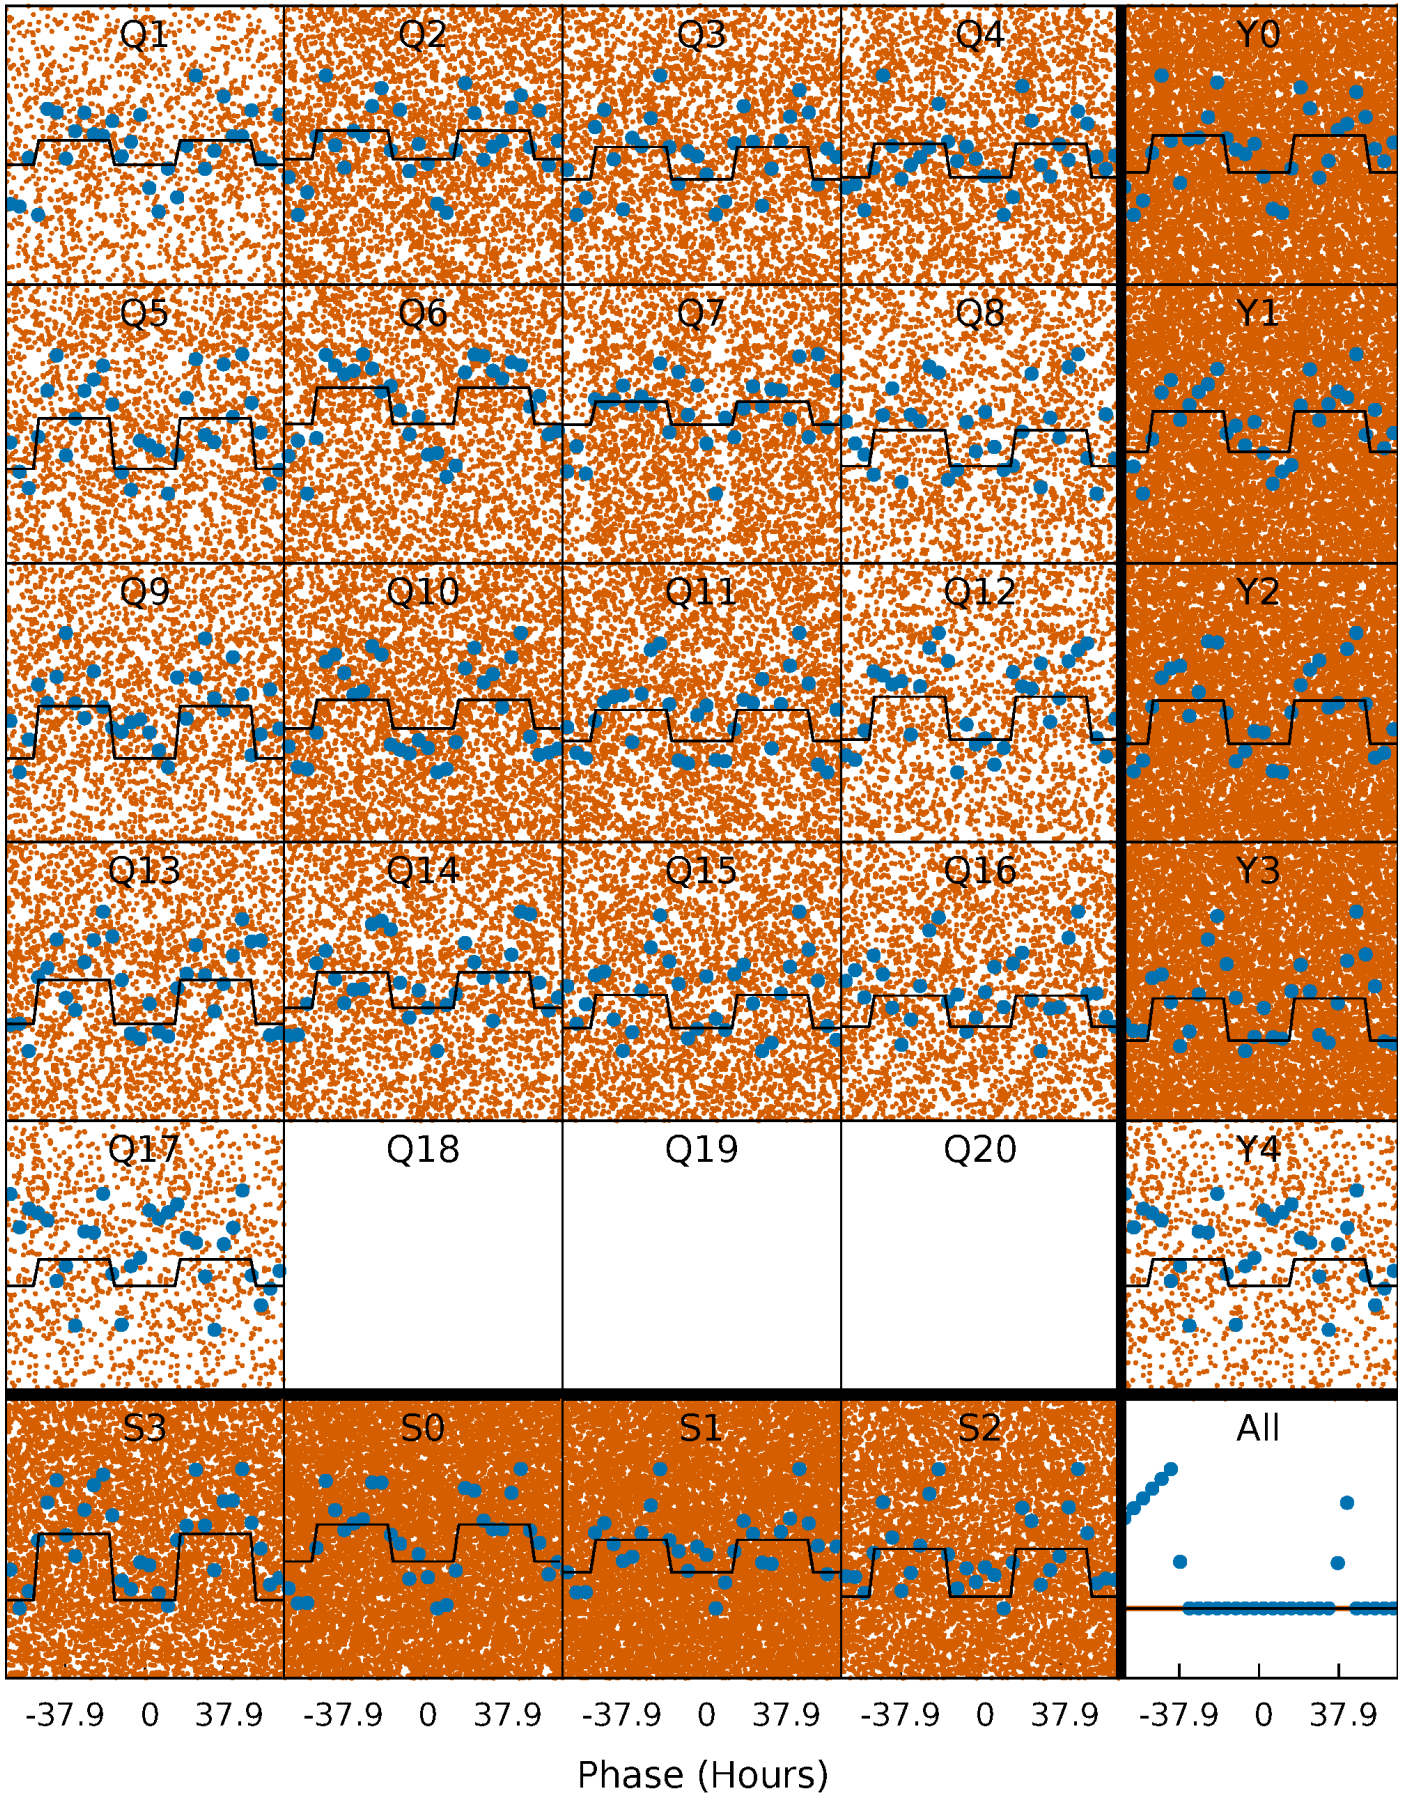 Q1 Q2 Q3 Q4 Y0
Q5 Q6 Q7 Q8 Y1
Q9 Q10 Q11 Q12 Y2
Q13 Q14 Q15 Q16 Y3
Q17 Q18 Q19 Q20 Y4
S3 S0 S1 S2 All
-37.9 0 37.9 -37.9 0 37.9 -37.9 0 37.9 -37.9 0 37.9 -37.9 0 37.9
Phase (Hours)